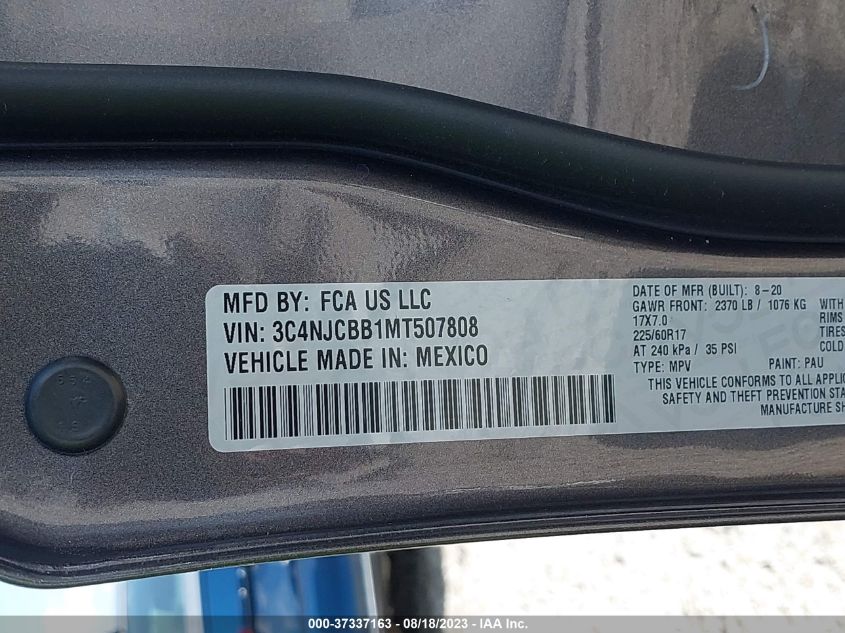 MFD BY: FCA US LLC
VIN: 3C4NJCBB1MT507808
VEHICLE MADE IN: MEXICO
DATE OF MFR (BUILT): 8-20
GAWR FRONT: 2370 LB / 1076 KG WITH
17X7.0 RIMS
225/60R17 TIRES
AT 240 kPa / 35 PSI COLD
TYPE: MPV PAINT: PAU
THIS VEHICLE CONFORMS TO ALL APPLIC
SAFETY AND THEFT PREVENTION STA
MANUFACTURE SH
000-37337163 - 08/18/2023 - IAA Inc.